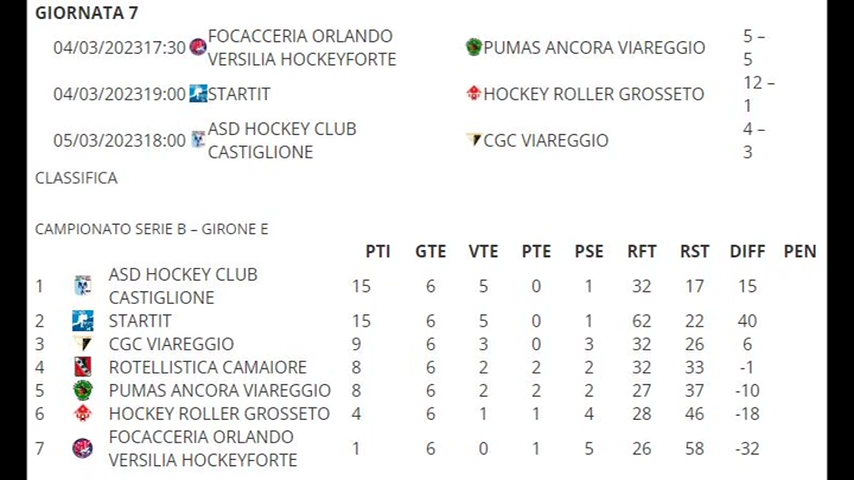 GIORNATA 7
04/03/202317:30 FOCACCERIA ORLANDO VERSILIA HOCKEYFORTE PUMAS ANCORA VIAREGGIO 5 – 5
04/03/202319:00 STARTIT HOCKEY ROLLER GROSSETO 12 – 1
05/03/202318:00 ASD HOCKEY CLUB CASTIGLIONE CGC VIAREGGIO 4 – 3
CLASSIFICA
CAMPIONATO SERIE B – GIRONE E
PTI GTE VTE PTE PSE RFT RST DIFF PEN
1 ASD HOCKEY CLUB CASTIGLIONE 15 6 5 0 1 32 17 15
2 STARTIT 15 6 5 0 1 62 22 40
3 CGC VIAREGGIO 9 6 3 0 3 32 26 6
4 ROTELLISTICA CAMAIORE 8 6 2 2 2 32 33 -1
5 PUMAS ANCORA VIAREGGIO 8 6 2 2 2 27 37 -10
6 HOCKEY ROLLER GROSSETO 4 6 1 1 4 28 46 -18
7 FOCACCERIA ORLANDO VERSILIA HOCKEYFORTE 1 6 0 1 5 26 58 -32